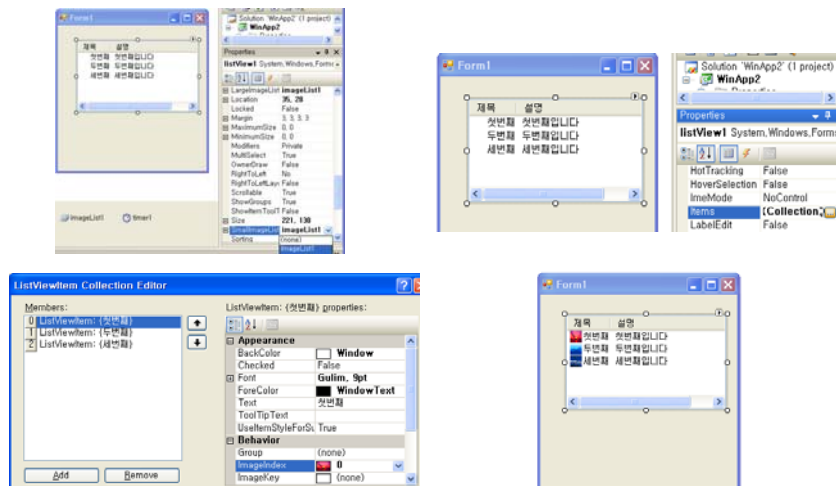 Form1
제목 설명
첫번째 첫번째입니다
두번째 두번째입니다
세번째 세번째입니다
imageList1 timer1
Solution 'WinApp2' (1 project)
WinApp2
Properties
listView1 System.Windows.Forms
LargeImageList imageList1
Location 35, 28
Locked False
Margin 3, 3, 3, 3
MaximumSize 0, 0
MinimumSize 0, 0
Modifiers Private
MultiSelect True
OwnerDraw False
RightToLeft No
RightToLeftLayo False
Scrollable True
ShowGroups True
ShowItemToolT False
Size 221, 138
SmallImageList imageList1
Sorting (none)
imageList1
Form1
제목 설명
첫번째 첫번째입니다
두번째 두번째입니다
세번째 세번째입니다
Solution 'WinApp2' (1 project)
WinApp2
Properties
listView1 System.Windows.Forms
HotTracking False
HoverSelection False
ImeMode NoControl
Items (Collection)
LabelEdit False
ListViewItem Collection Editor
Members:
0 ListViewItem: {첫번째}
1 ListViewItem: {두번째}
2 ListViewItem: {세번째}
Add Remove
ListViewItem: {첫번째} properties:
Appearance
BackColor Window
Checked False
Font Gulim, 9pt
ForeColor WindowText
Text 첫번째
ToolTipText
UseItemStyleForSu True
Behavior
Group (none)
ImageIndex 0
ImageKey (none)
Form1
제목 설명
첫번째 첫번째입니다
두번째 두번째입니다
세번째 세번째입니다